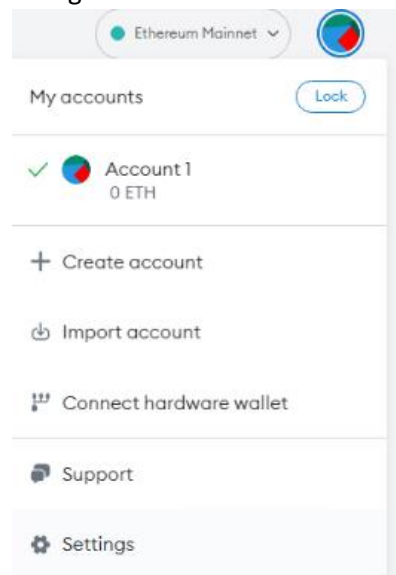 Ethereum Mainnet
My accounts
Lock
Account 1
0 ETH
Create account
Import account
Connect hardware wallet
Support
Settings